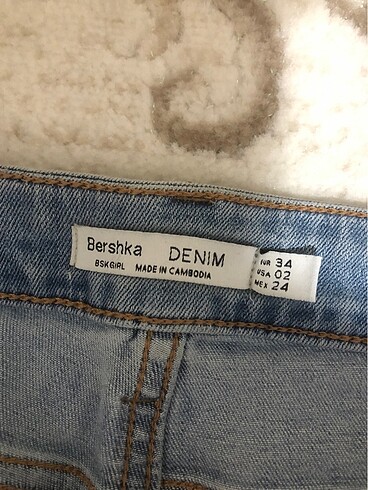 Bershka DENIM
BSKGIRL MADE IN CAMBODIA
EUR 34
USA 02
MEX 24